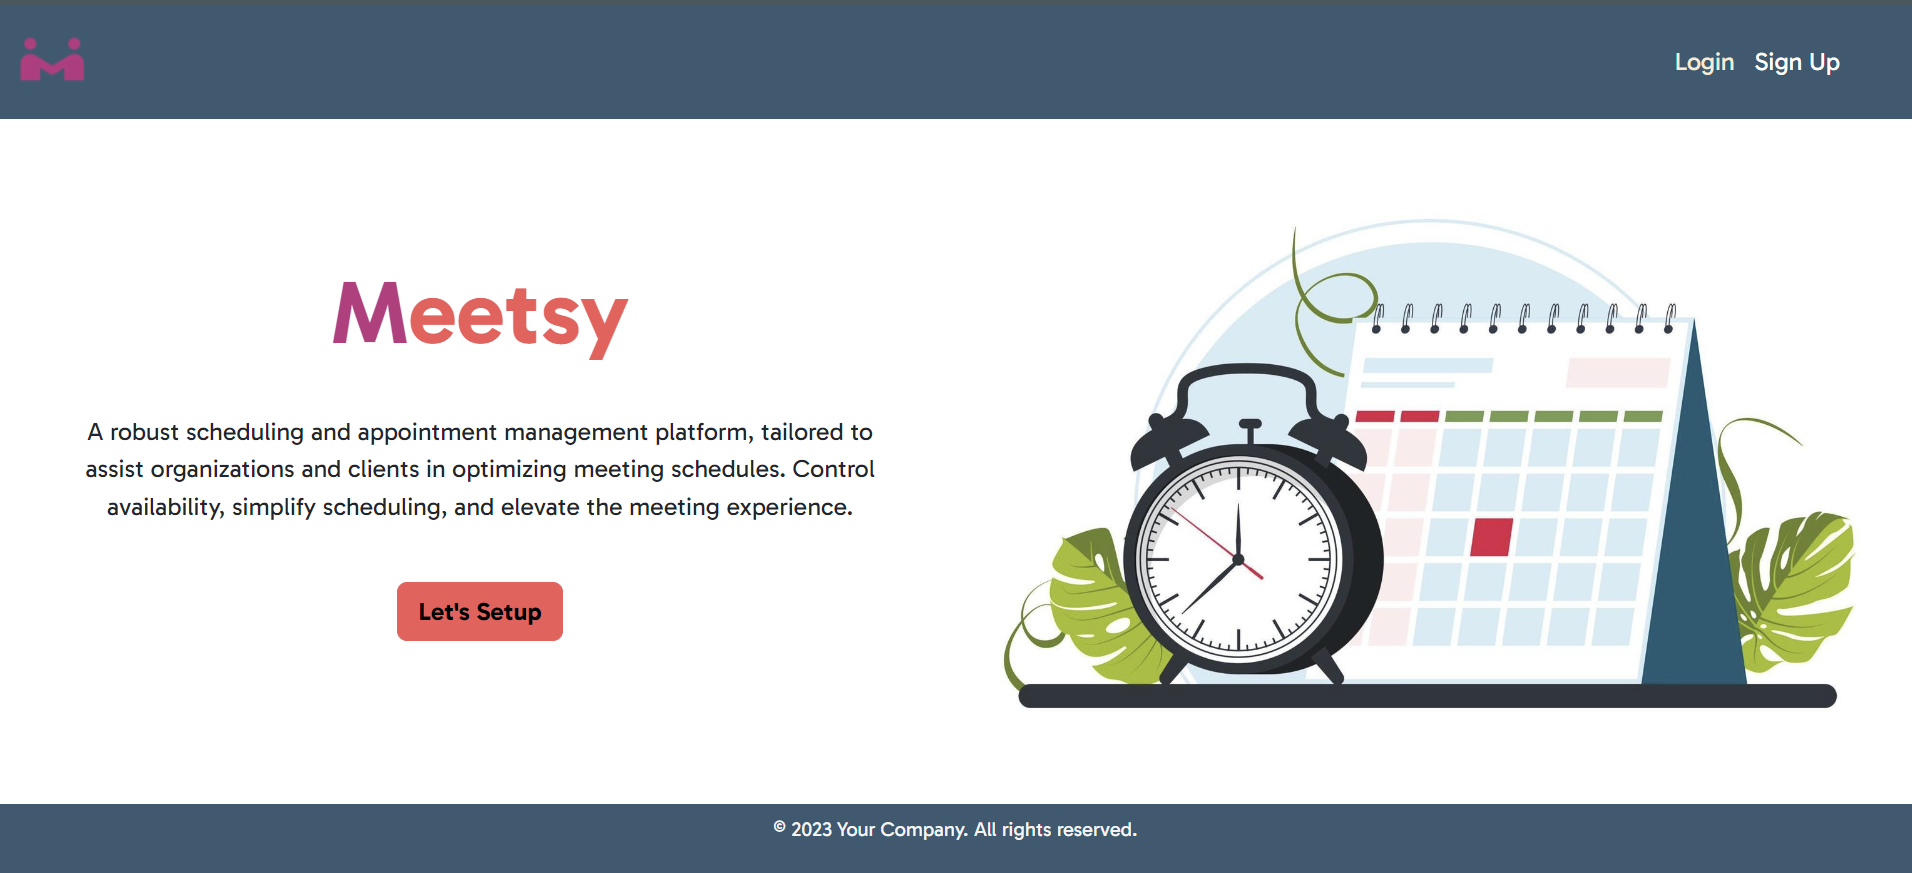 Login Sign Up
Meetsy
A robust scheduling and appointment management platform, tailored to
assist organizations and clients in optimizing meeting schedules. Control
availability, simplify scheduling, and elevate the meeting experience.
Let's Setup
© 2023 Your Company. All rights reserved.